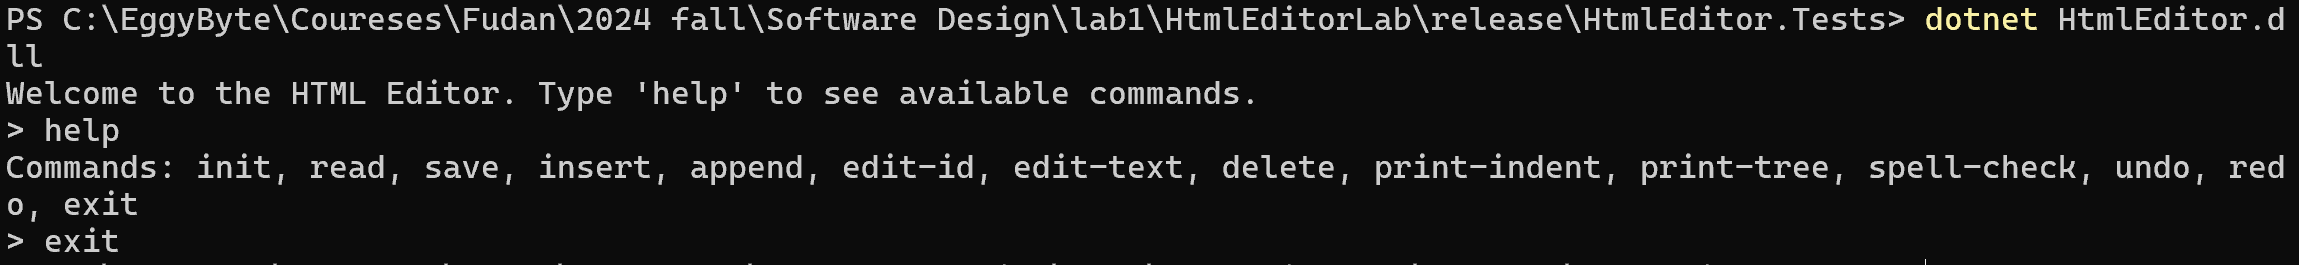 PS C:\EggyByte\Coureses\Fudan\2024 fall\Software Design\lab1\HtmlEditorLab\release\HtmlEditor.Tests> dotnet HtmlEditor.d
ll
Welcome to the HTML Editor. Type 'help' to see available commands.
> help
Commands: init, read, save, insert, append, edit-id, edit-text, delete, print-indent, print-tree, spell-check, undo, red
o, exit
> exit